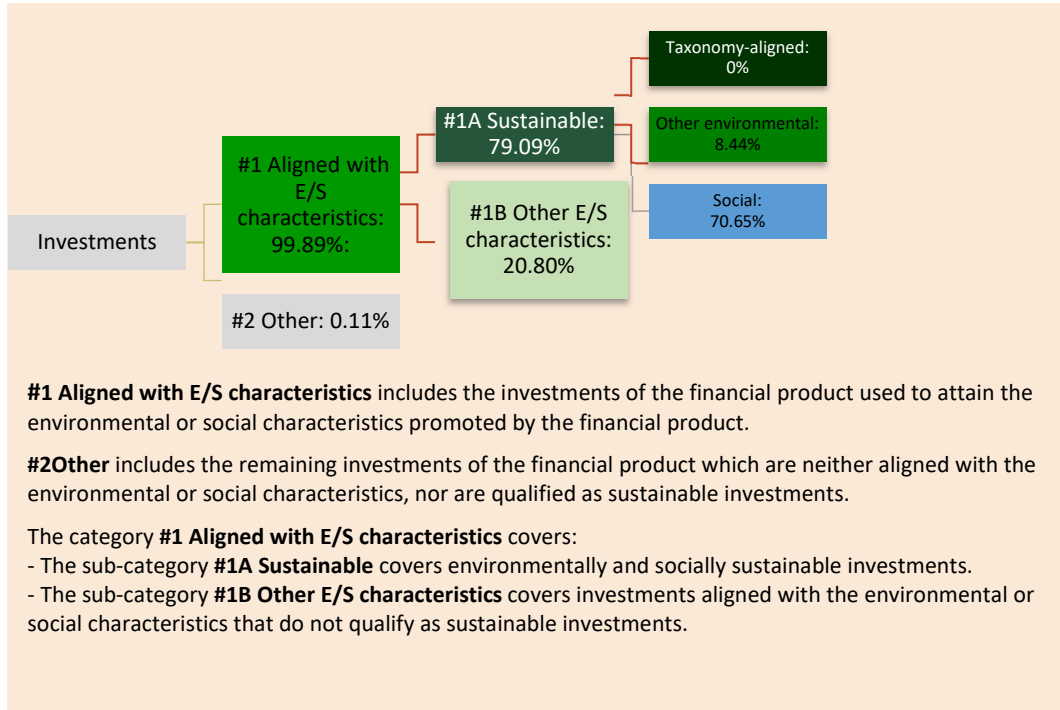 Investments
#1 Aligned with
E/S
characteristics:
99.89%:
#2 Other: 0.11%
#1A Sustainable:
79.09%
#1B Other E/S
characteristics:
20.80%
Taxonomy-aligned:
0%
Other environmental:
8.44%
Social:
70.65%
#1 Aligned with E/S characteristics includes the investments of the financial product used to attain the
environmental or social characteristics promoted by the financial product.
#2Other includes the remaining investments of the financial product which are neither aligned with the
environmental or social characteristics, nor are qualified as sustainable investments.
The category #1 Aligned with E/S characteristics covers:
- The sub-category #1A Sustainable covers environmentally and socially sustainable investments.
- The sub-category #1B Other E/S characteristics covers investments aligned with the environmental or
social characteristics that do not qualify as sustainable investments.